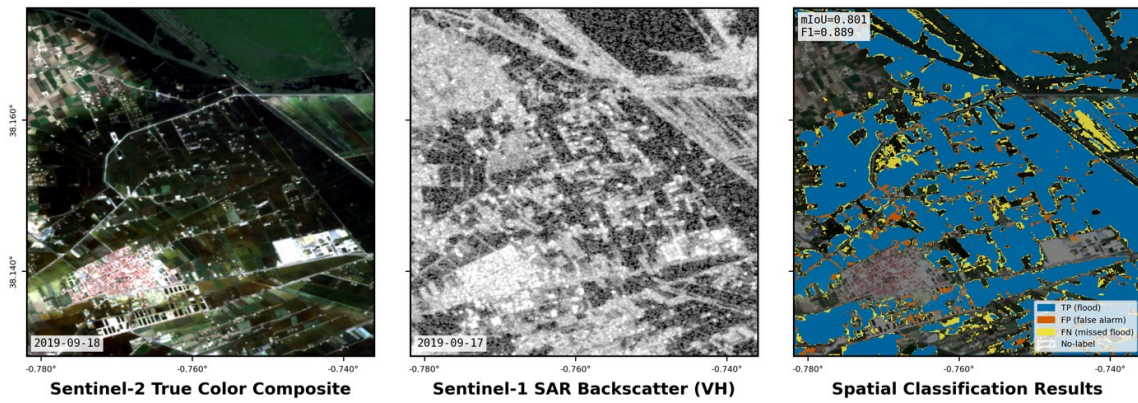 mIoU=0.801
F1=0.889
38.160°
38.140°
2019-09-18
2019-09-17
TP (flood)
FP (false alarm)
FN (missed flood)
No-label
-0.780° -0.760° -0.740°
-0.780° -0.760° -0.740°
-0.780° -0.760° -0.740°
Sentinel-2 True Color Composite
Sentinel-1 SAR Backscatter (VH)
Spatial Classification Results